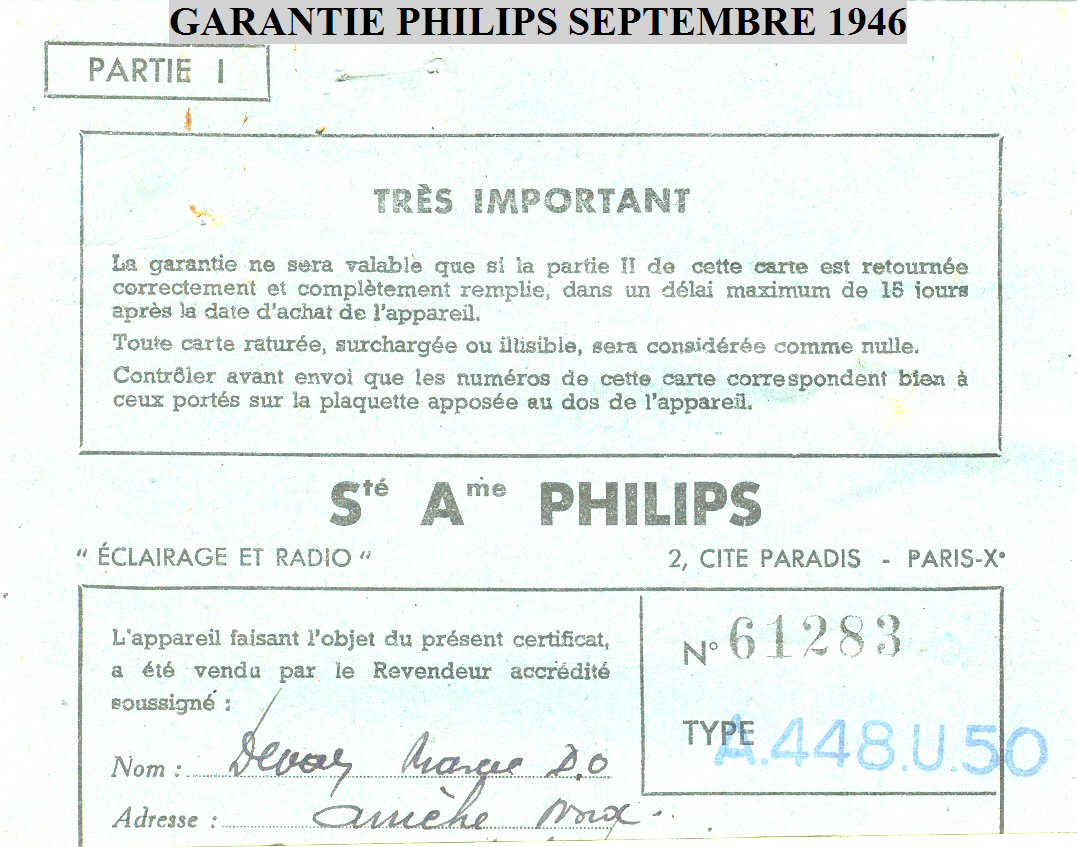 GARANTIE PHILIPS SEPTEMBRE 1946
PARTIE I
TRÈS IMPORTANT
La garantie ne sera valable que si la partie II de cette carte est retournée
correctement et complètement remplie, dans un délai maximum de 15 jours
après la date d'achat de l'appareil.
Toute carte raturée, surchargée ou illisible, sera considérée comme nulle.
Contrôler avant envoi que les numéros de cette carte correspondent bien à
ceux portés sur la plaquette apposée au dos de l'appareil.
Sté Ame PHILIPS
" ÉCLAIRAGE ET RADIO "
2, CITE PARADIS - PARIS-X°
L'appareil faisant l'objet du présent certificat,
a été vendu par le Revendeur accrédité
soussigné :
N° 61283
TYPE A.448.U.50
Nom :
Adresse : Nord